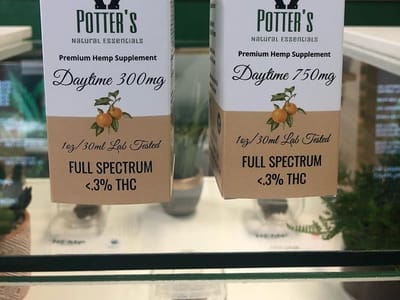 POTTER'S
Natural Essentials
Premium Hemp Supplement
Daytime 300mg
1oz/30ml Lab Tested
FULL SPECTRUM
<.3% THC
POTTER'S
Natural Essentials
Premium Hemp Supplement
Daytime 750mg
1oz/30ml Lab Tested
FULL SPECTRUM
<.3% THC
HEMP